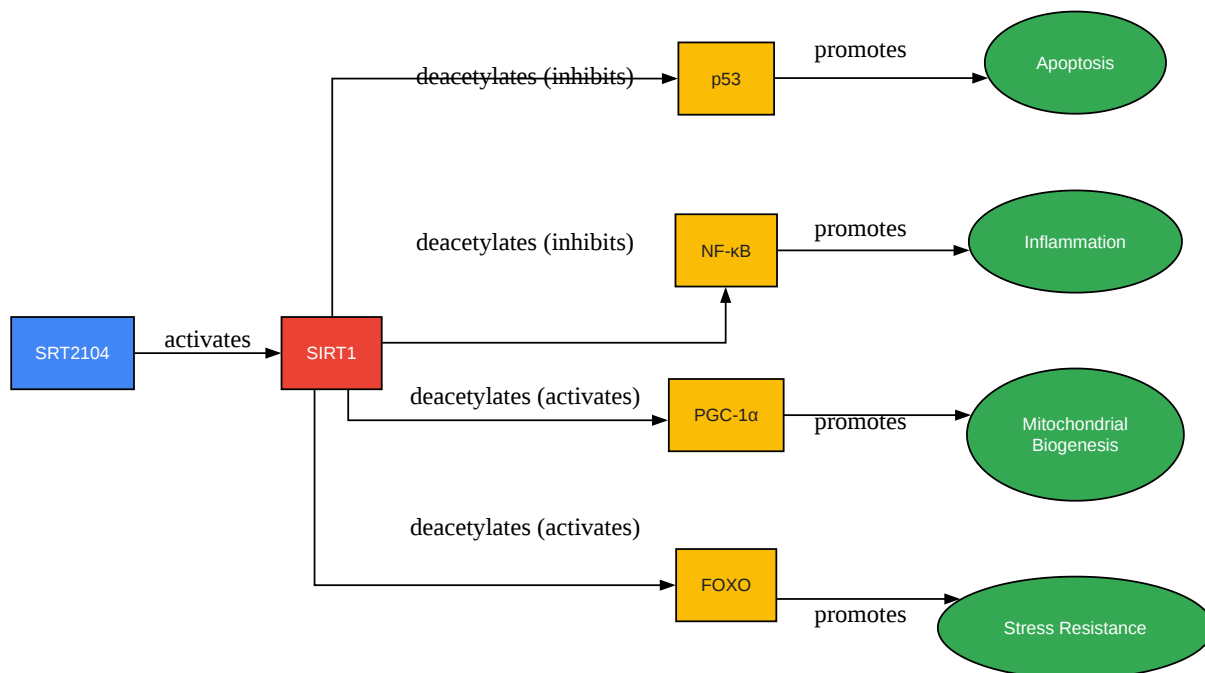 deacetylates (inhibits)
p53
promotes
Apoptosis
deacetylates (inhibits)
NF-κB
promotes
Inflammation
SRT2104
activates
SIRT1
deacetylates (activates)
PGC-1α
promotes
Mitochondrial
Biogenesis
deacetylates (activates)
FOXO
promotes
Stress Resistance